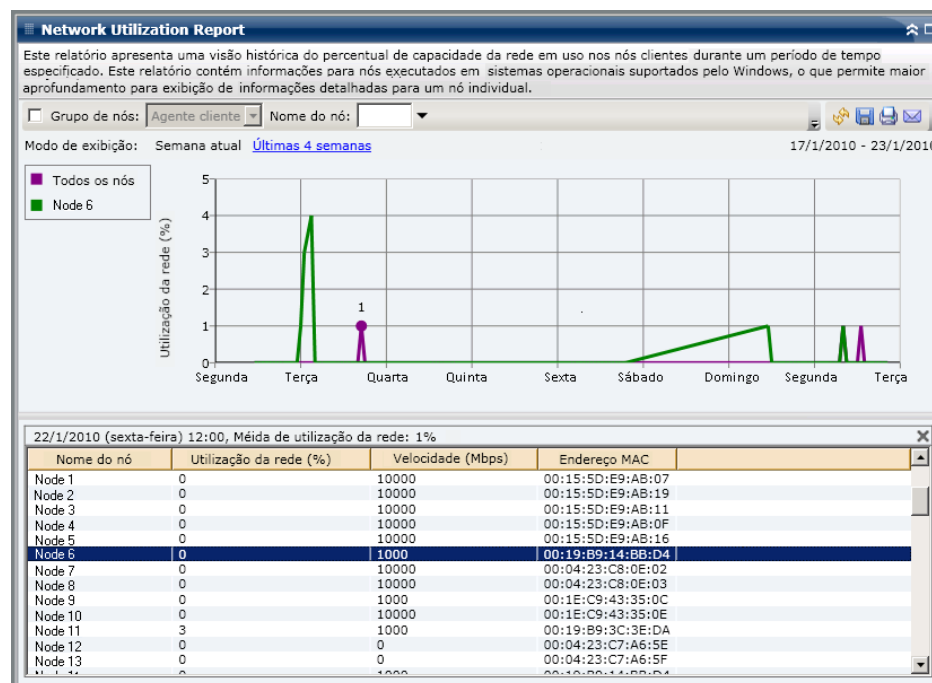 Network Utilization Report
Este relatório apresenta uma visão histórica do percentual de capacidade da rede em uso nos nós clientes durante um período de tempo
especificado. Este relatório contém informações para nós executados em sistemas operacionais suportados pelo Windows, o que permite maior
aprofundamento para exibição de informações detalhadas para um nó individual.
Grupo de nós: Agente cliente Nome do nó:
Modo de exibição: Semana atual Últimas 4 semanas 17/1/2010 - 23/1/2010
Todos os nós
Node 6
Utilização da rede (%)
5
4
3
2
1
0
1
Segunda Terça Quarta Quinta Sexta Sábado Domingo Segunda Terça
22/1/2010 (sexta-feira) 12:00, Méida de utilização da rede: 1%
Nome do nó Utilização da rede (%) Velocidade (Mbps) Endereço MAC
Node 1 0 10000 00:15:5D:E9:AB:07
Node 2 0 10000 00:15:5D:E9:AB:19
Node 3 0 10000 00:15:5D:E9:AB:11
Node 4 0 10000 00:15:5D:E9:AB:0F
Node 5 0 10000 00:15:5D:E9:AB:16
Node 6 0 1000 00:19:B9:14:BB:D4
Node 7 0 10000 00:04:23:C8:0E:02
Node 8 0 10000 00:04:23:C8:0E:03
Node 9 0 1000 00:1E:C9:43:35:0C
Node 10 0 10000 00:1E:C9:43:35:0E
Node 11 3 1000 00:19:B9:3C:3E:DA
Node 12 0 0 00:04:23:C7:A6:5E
Node 13 0 0 00:04:23:C7:A6:5F